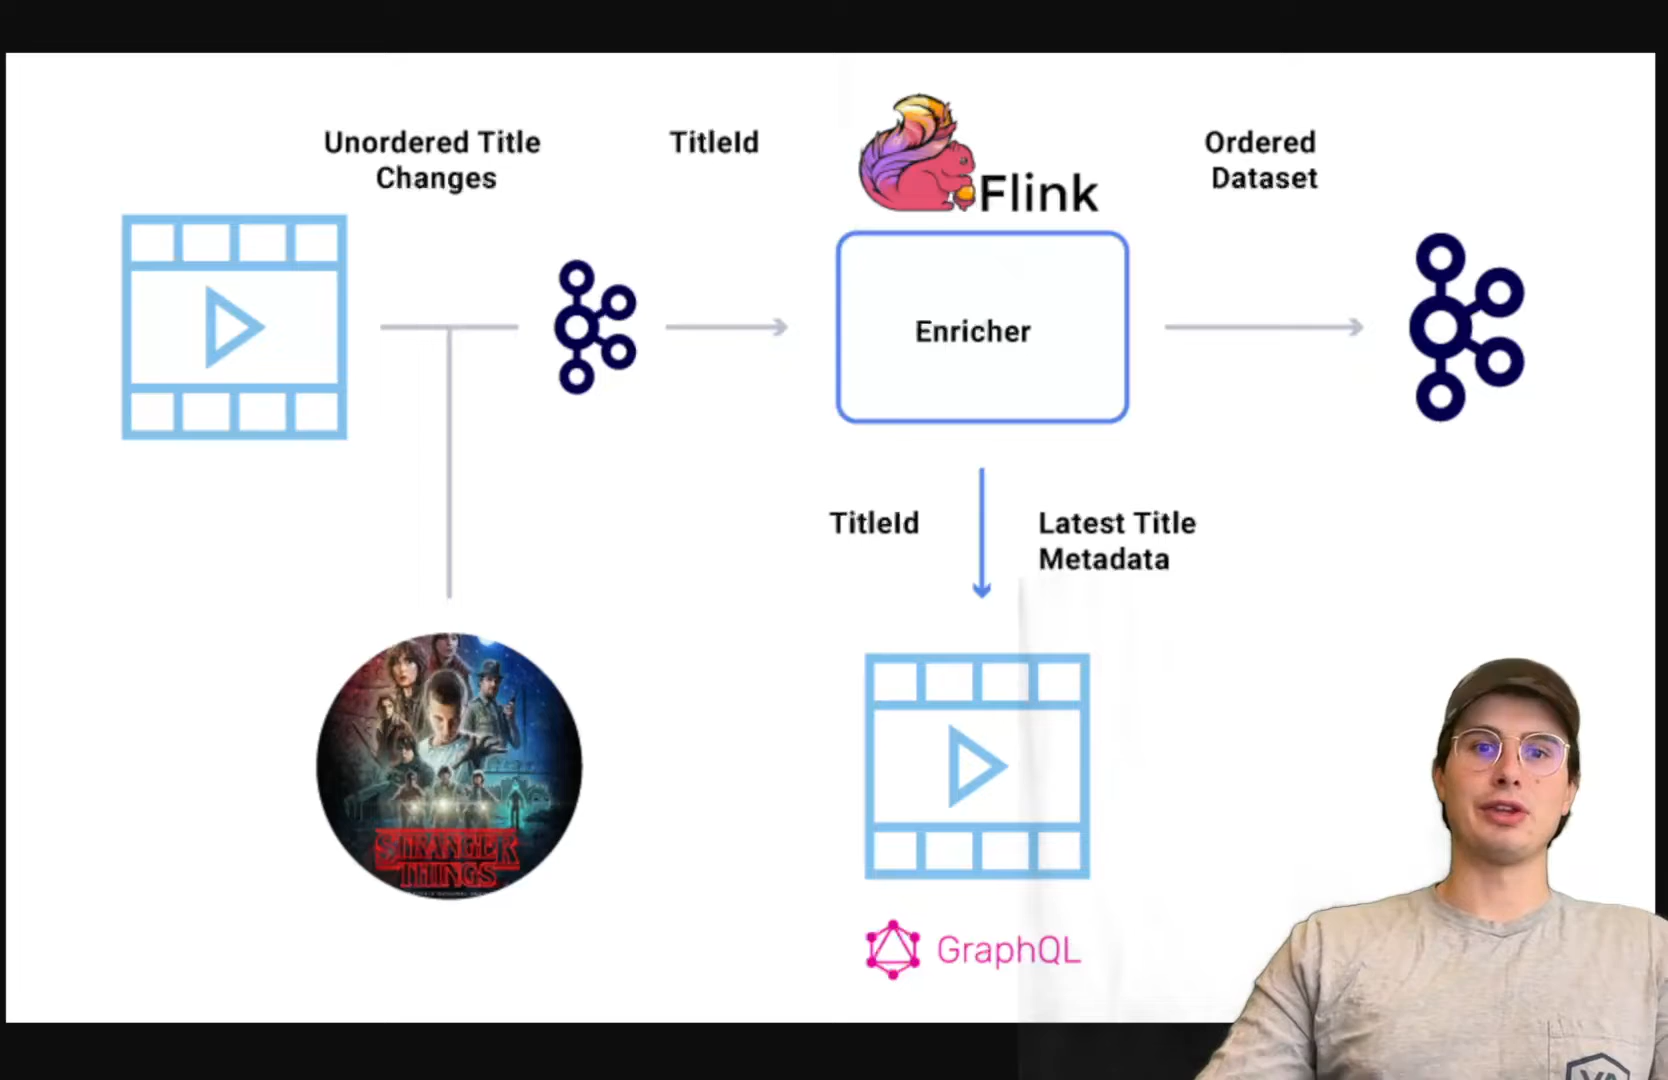 Unordered Title
Changes
TitleId
Flink
Ordered
Dataset
Enricher
TitleId
Latest Title
Metadata
STRANGER
THINGS
GraphQL